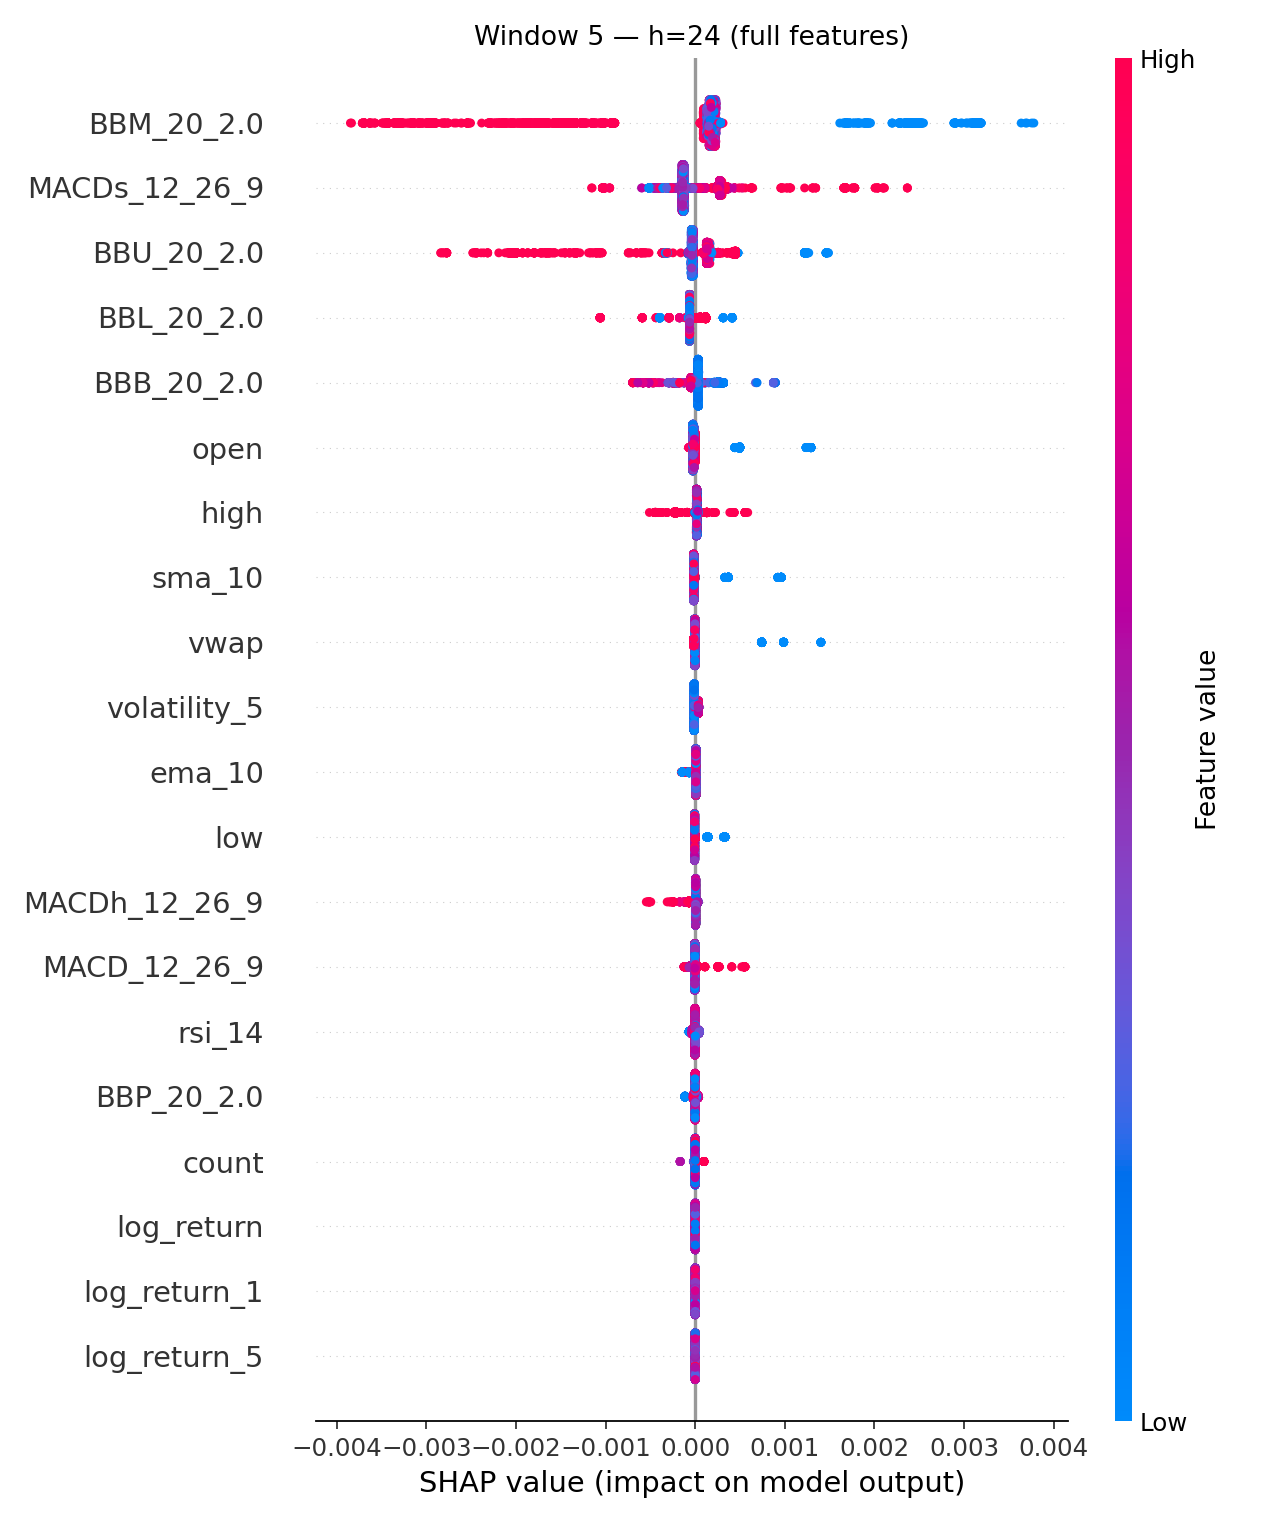 Window 5 — h=24 (full features)
High
BBM_20_2.0
MACDs_12_26_9
BBU_20_2.0
BBL_20_2.0
BBB_20_2.0
open
high
sma_10
vwap
volatility_5
ema_10
low
MACDh_12_26_9
MACD_12_26_9
rsi_14
BBP_20_2.0
count
log_return
log_return_1
log_return_5
Feature value
Low
−0.004 −0.003 −0.002 −0.001 0.000 0.001 0.002 0.003 0.004
SHAP value (impact on model output)